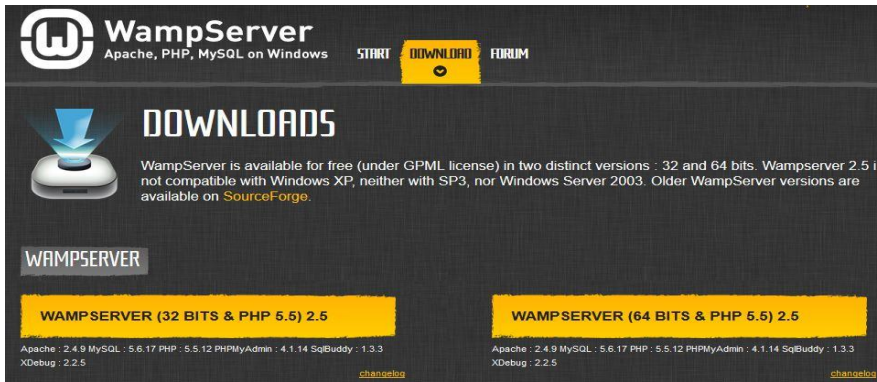 WampServer
Apache, PHP, MySQL on Windows
START DOWNLOAD FORUM
DOWNLOADS
WampServer is available for free (under GPML license) in two distinct versions : 32 and 64 bits. Wampserver 2.5 i
not compatible with Windows XP, neither with SP3, nor Windows Server 2003. Older WampServer versions are
available on SourceForge.
WAMPSERVER
WAMPSERVER (32 BITS & PHP 5.5) 2.5
Apache : 2.4.9 MySQL : 5.6.17 PHP : 5.5.12 PHPMyAdmin : 4.1.14 SqlBuddy : 1.3.3
XDebug : 2.2.5
changelog
WAMPSERVER (64 BITS & PHP 5.5) 2.5
Apache : 2.4.9 MySQL : 5.6.17 PHP : 5.5.12 PHPMyAdmin : 4.1.14 SqlBuddy : 1.3.3
XDebug : 2.2.5
changelog